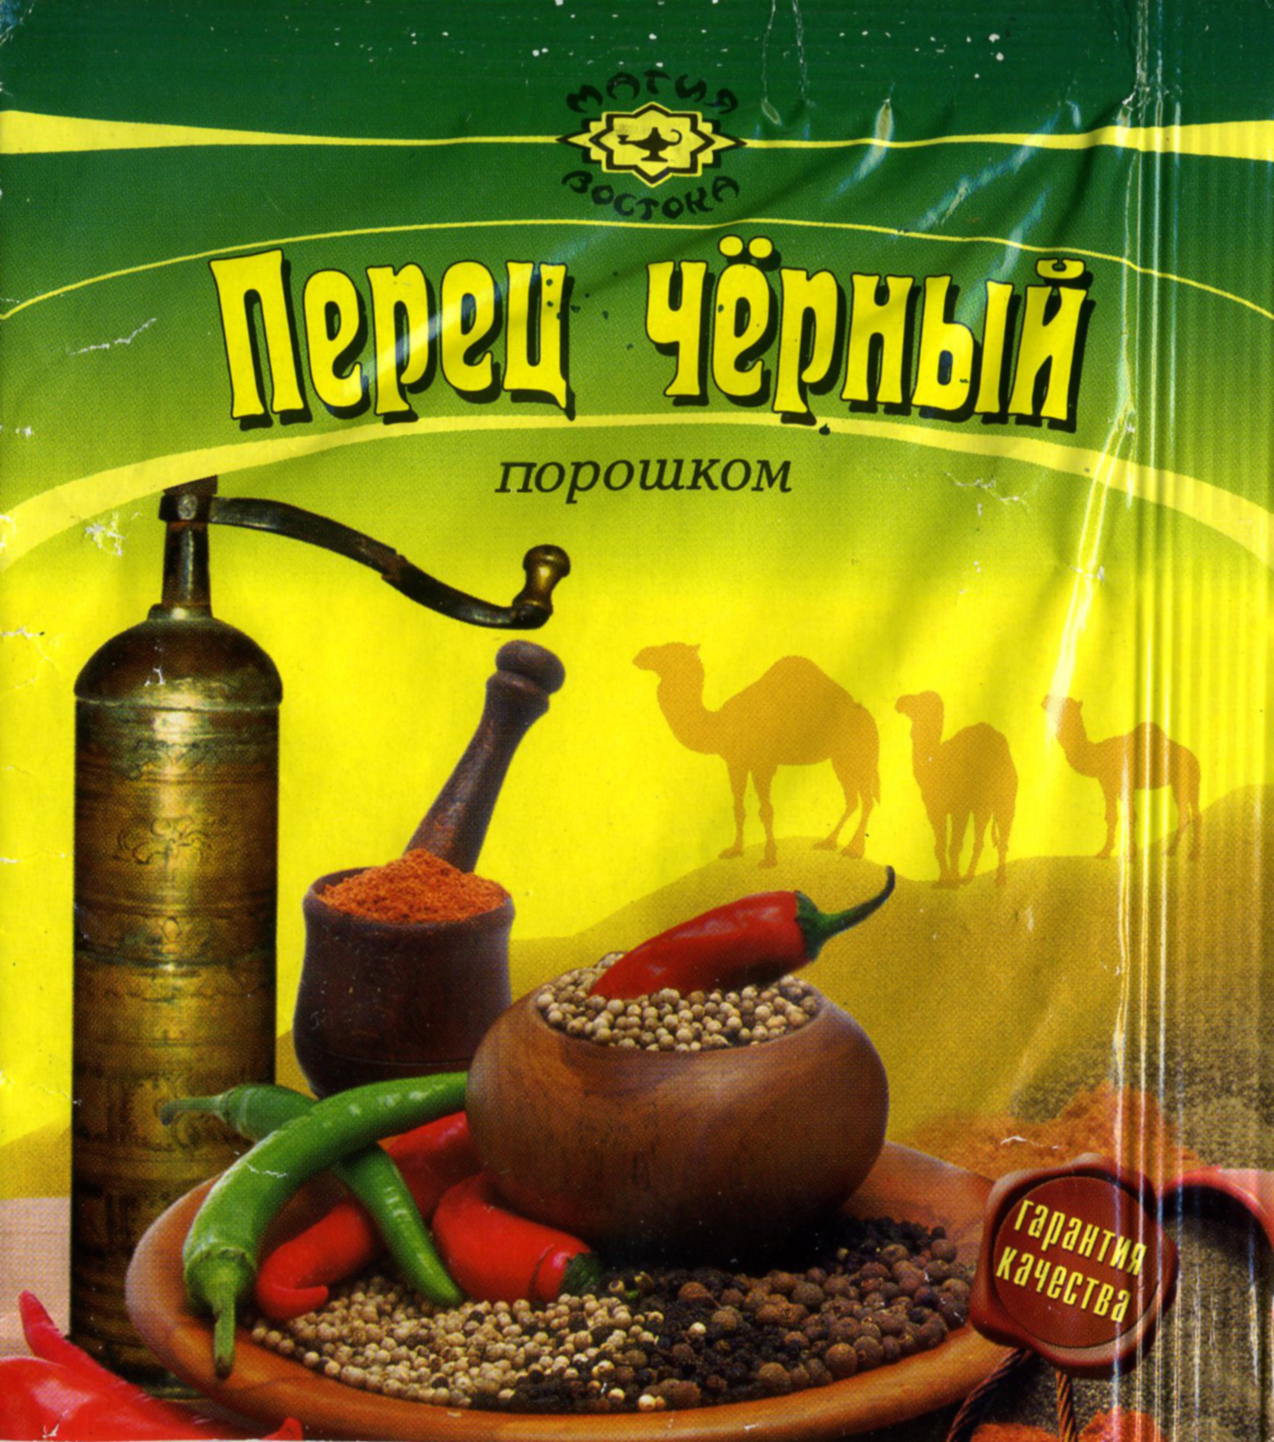 МАГИЯ
ВОСТОКА
Перец чёрный
порошком
гарантия
качества